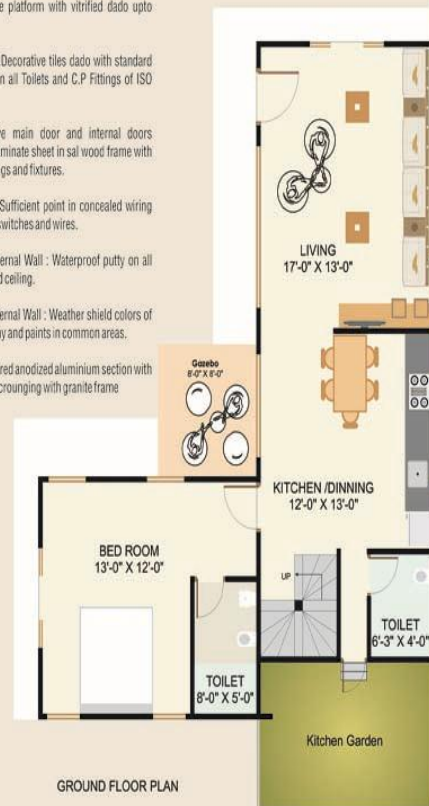 e platform with vitrified dado upto
Decorative tiles dado with standard
n all Toilets and C.P Fittings of ISO
e main door and internal doors
minate sheet in sal wood frame with
gs and fixtures.
Sufficient point in concealed wiring
switches and wires.
ernal Wall : Waterproof putty on all
d ceiling.
ernal Wall : Weather shield colors of
ny and paints in common areas.
red anodized aluminium section with
crounging with granite frame
LIVING
17'-0" X 13'-0"
Gazebo
8'-0" X 8'-0"
KITCHEN /DINNING
12'-0" X 13'-0"
BED ROOM
13'-0" X 12'-0"
UP
TOILET
6'-3" X 4'-0"
TOILET
8'-0" X 5'-0"
Kitchen Garden
GROUND FLOOR PLAN